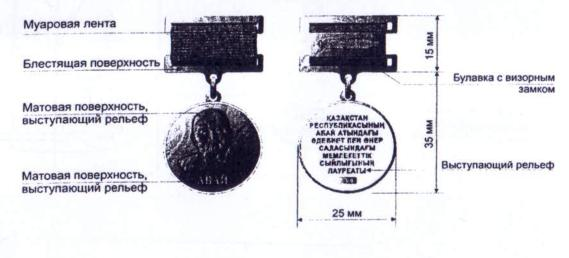 Муаровая лента
Блестящая поверхность
Матовая поверхность,
выступающий рельеф
Матовая поверхность,
выступающий рельеф
АБАЙ
ҚАЗАҚСТАН
РЕСПУБЛИКАСЫНЫҢ
АБАЙ АТЫНДАҒЫ
ӘДЕБИЕТ ПЕН ӨНЕР
САЛАСЫНДАҒЫ
МЕМЛЕКЕТТІК
СЫЙЛЫҒЫНЫҢ
ЛАУРЕАТЫ
15 мм
Булавка с визорным
замком
35 мм
Выступающий рельеф
25 мм